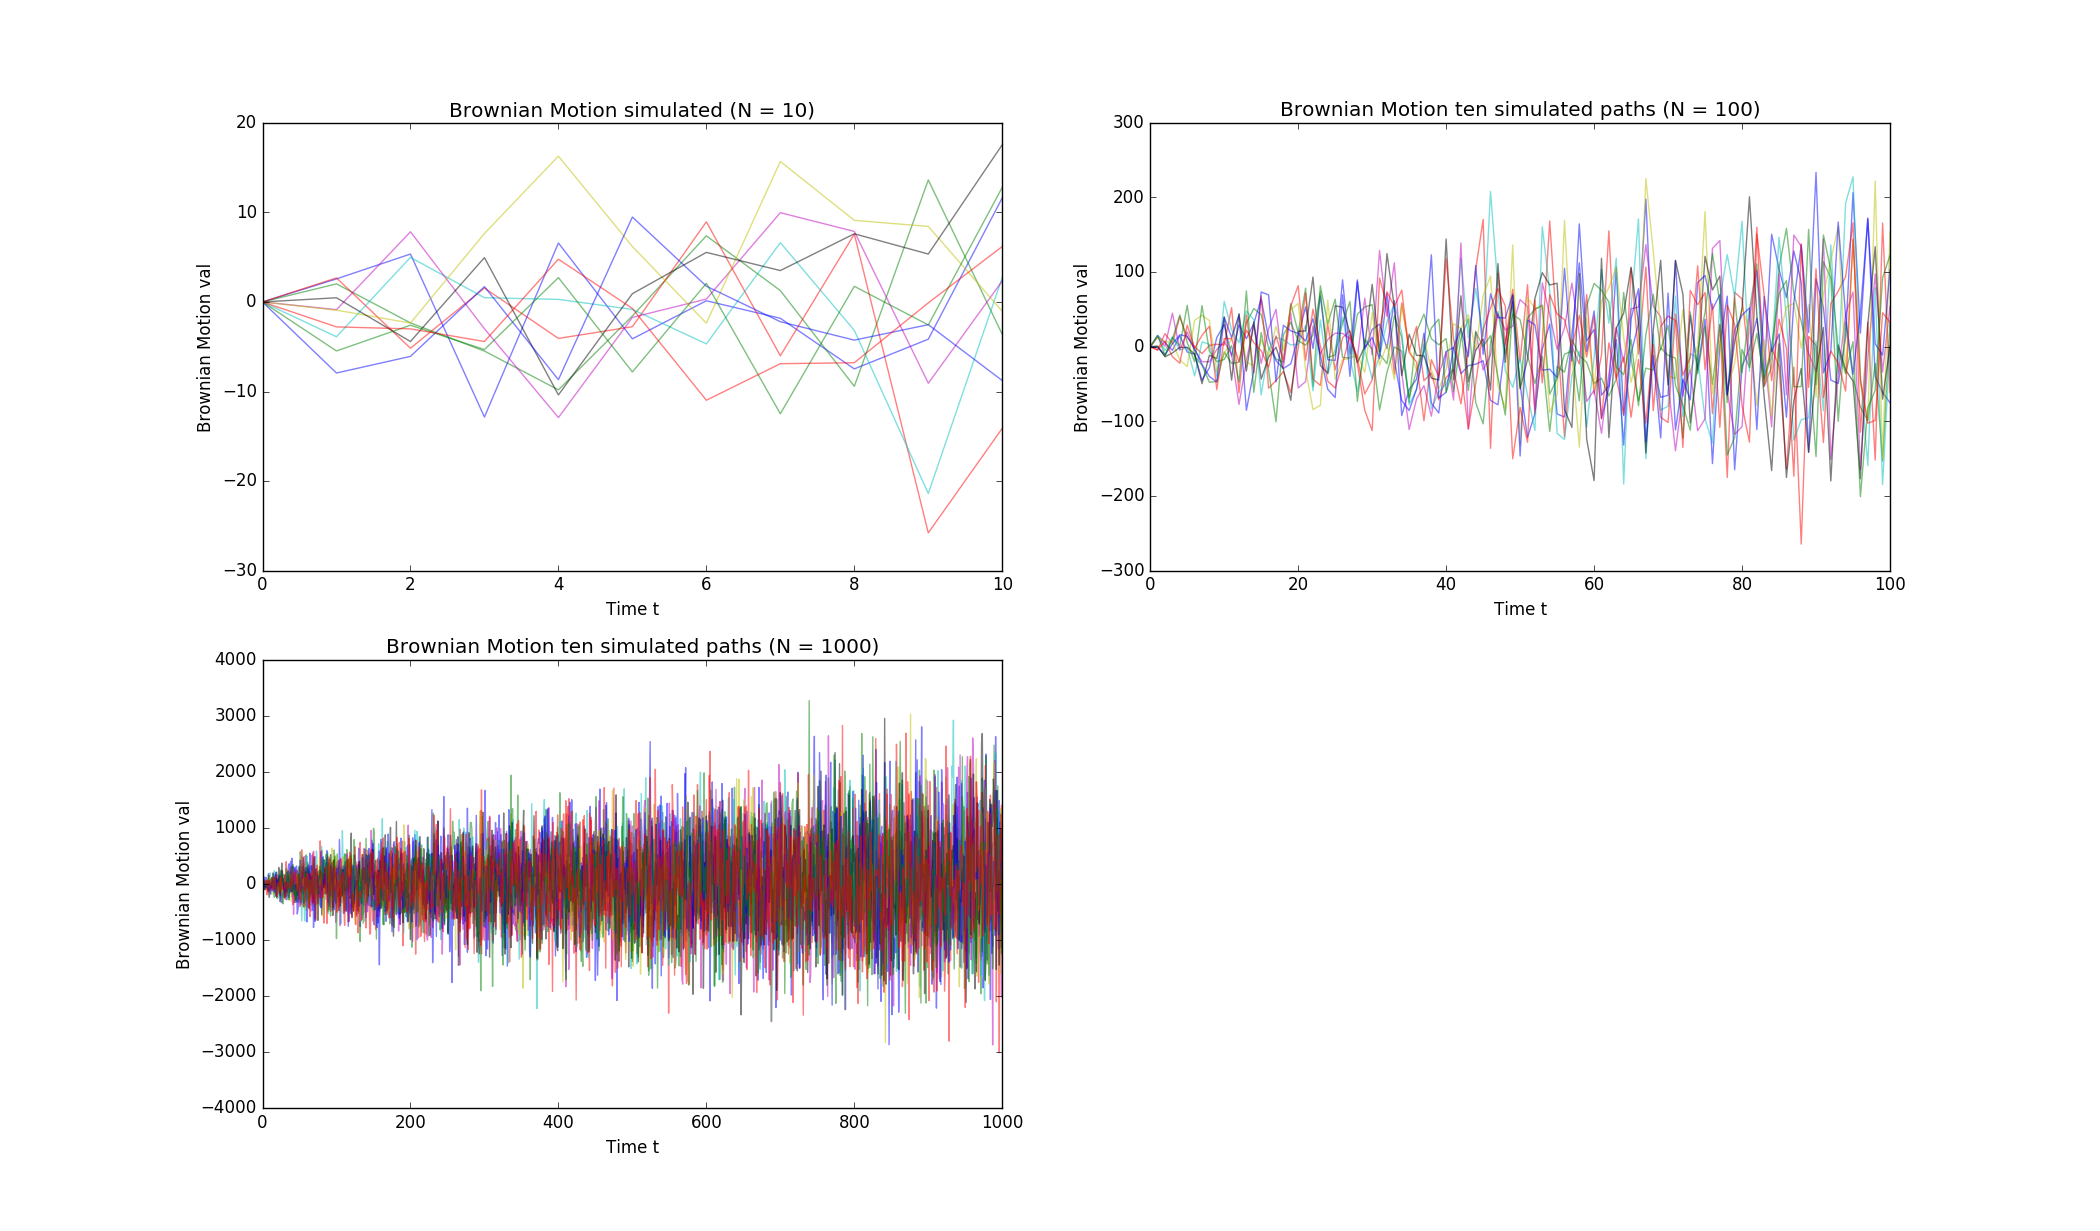 Brownian Motion simulated (N = 10)
20
10
0
−10
−20
−30
Brownian Motion val
0 2 4 6 8 10
Time t
Brownian Motion ten simulated paths (N = 100)
300
200
100
0
−100
−200
−300
Brownian Motion val
0 20 40 60 80 100
Time t
Brownian Motion ten simulated paths (N = 1000)
4000
3000
2000
1000
0
−1000
−2000
−3000
−4000
Brownian Motion val
0 200 400 600 800 1000
Time t